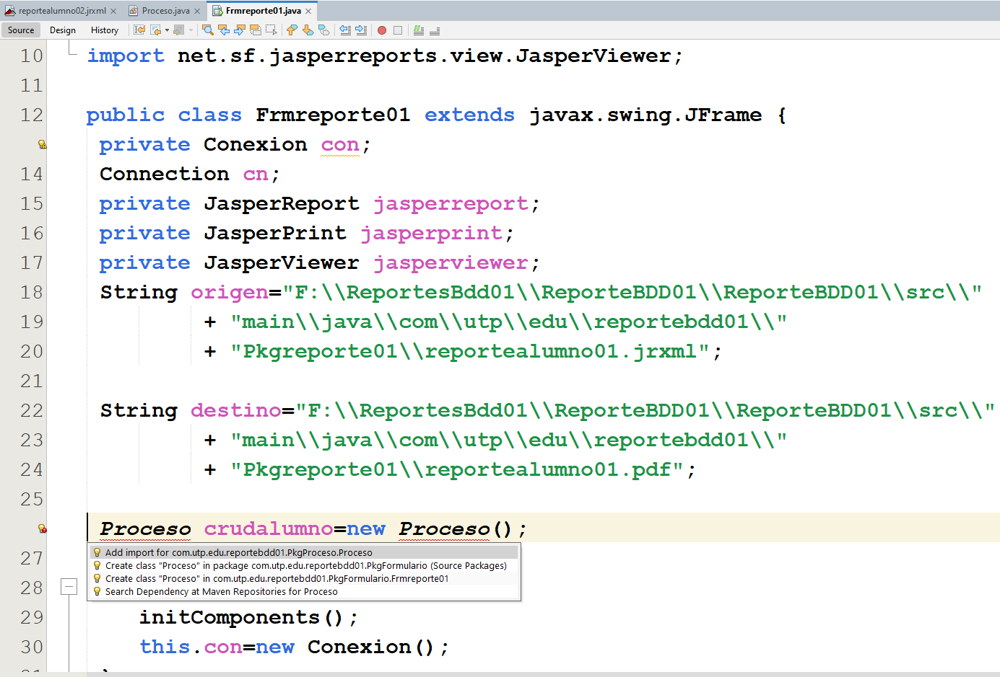 reportealumno02.jrxml Proceso.java Frmreporte01.java
Source Design History
10 import net.sf.jasperreports.view.JasperViewer;
11
12 public class Frmreporte01 extends javax.swing.JFrame {
private Conexion con;
14 Connection cn;
15 private JasperReport jasperreport;
16 private JasperPrint jasperprint;
17 private JasperViewer jasperviewer;
18 String origen="F:\\ReportesBdd01\\ReporteBDD01\\ReporteBDD01\\src\\"
19 + "main\\java\\com\\utp\\edu\\reportebdd01\\"
20 + "Pkgreporte01\\reportealumno01.jrxml";
21
22 String destino="F:\\ReportesBdd01\\ReporteBDD01\\ReporteBDD01\\src\\"
23 + "main\\java\\com\\utp\\edu\\reportebdd01\\"
24 + "Pkgreporte01\\reportealumno01.pdf";
25
Proceso crudalumno=new Proceso();
Add import for com.utp.edu.reportebdd01.PkgProceso.Proceso
27
Create class "Proceso" in package com.utp.edu.reportebdd01.PkgFormulario (Source Packages)
Create class "Proceso" in com.utp.edu.reportebdd01.PkgFormulario.Frmreporte01
28
Search Dependency at Maven Repositories for Proceso
29 initComponents();
30 this.con=new Conexion();